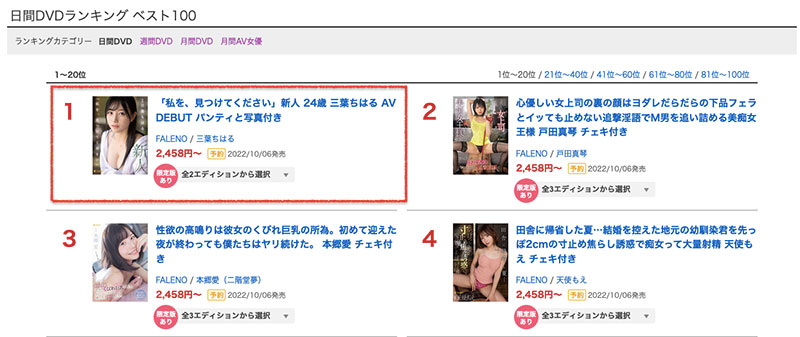 日間DVDランキング ベスト100
ランキングカテゴリー 日間DVD 週間DVD 月間DVD 月間AV女優
1〜20位
1位〜20位 / 21位〜40位 / 41位〜60位 / 61位〜80位 / 81位〜100位
1
「私を、見つけてください」新人 24歳 三葉ちはる AV
DEBUT パンティと写真付き
FALENO / 三葉ちはる
2,458円〜 予約 2022/10/06発売
限定版
あり
全2エディションから選択
2
心優しい女上司の裏の顔はヨダレだらだらの下品フェラ
とイッても止めない追撃淫語でM男を追い詰める美痴女
王様 戸田真琴 チェキ付き
FALENO / 戸田真琴
2,458円〜 予約 2022/10/06発売
限定版
あり
全3エディションから選択
3
性欲の高鳴りは彼女のくびれ巨乳の所為。初めて迎えた
夜が終わっても僕たちはヤリ続けた。 本郷愛 チェキ付
き
FALENO / 本郷愛（二階堂夢）
2,458円〜 予約 2022/10/06発売
限定版
あり
全3エディションから選択
4
田舎に帰省した夏…結婚を控えた地元の幼馴染君を先っ
ぽ2cmの寸止め焦らし誘惑で痴女って大量射精 天使も
え チェキ付き
FALENO / 天使もえ
2,458円〜 予約 2022/10/06発売
限定版
あり
全3エディションから選択